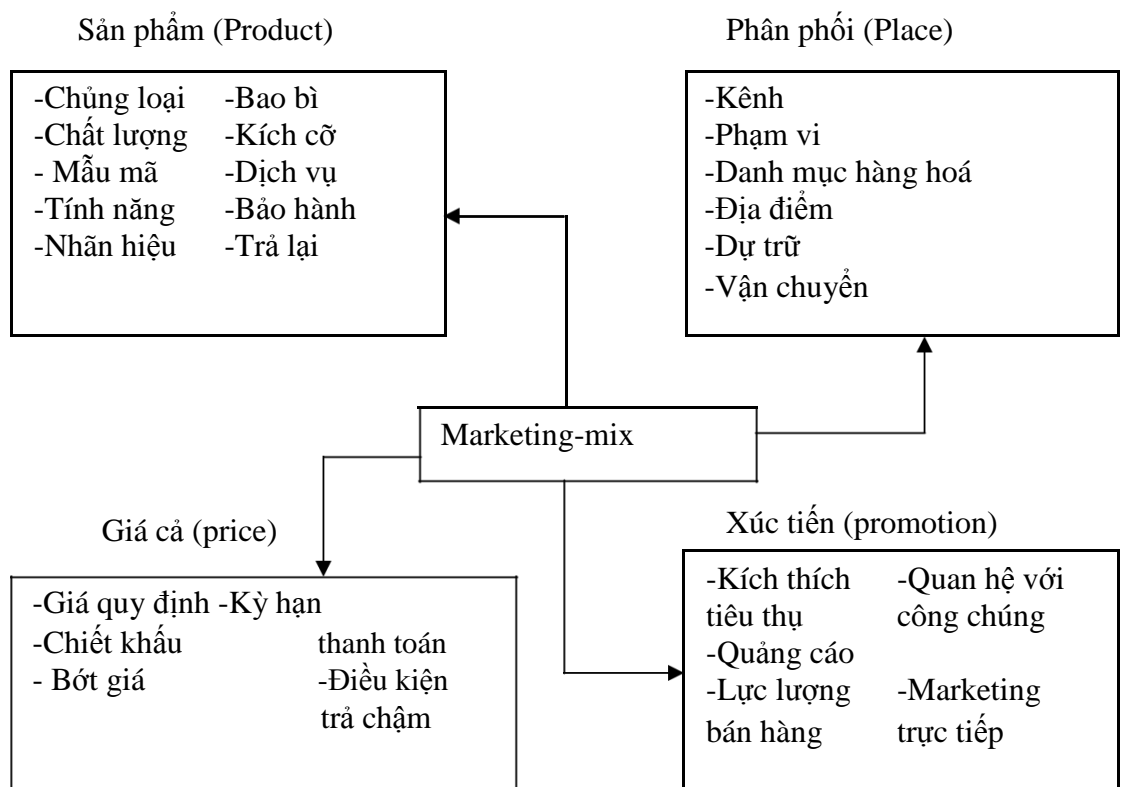 Sản phẩm (Product)
-Chủng loại -Bao bì
-Chất lượng -Kích cỡ
- Mẫu mã -Dịch vụ
-Tính năng -Bảo hành
-Nhãn hiệu -Trả lại
Phân phối (Place)
-Kênh
-Phạm vi
-Danh mục hàng hoá
-Địa điểm
-Dự trữ
-Vận chuyển
Marketing-mix
Giá cả (price)
-Giá quy định -Kỳ hạn
-Chiết khấu thanh toán
- Bớt giá -Điều kiện
trả chậm
Xúc tiến (promotion)
-Kích thích -Quan hệ với
tiêu thụ công chúng
-Quảng cáo
-Lực lượng -Marketing
bán hàng trực tiếp